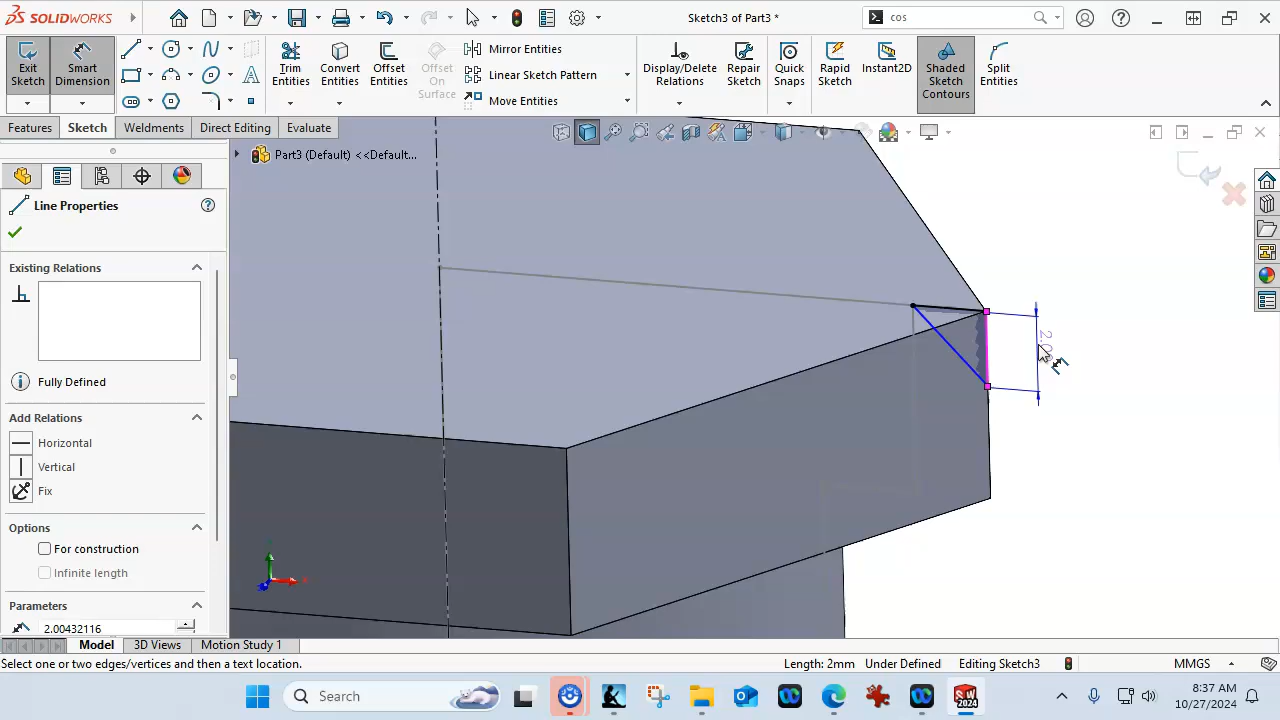 SOLIDWORKS
Sketch3 of Part3 *
cos
Exit Sketch
Smart Dimension
Trim Entities
Convert Entities
Offset Entities
Offset On Surface
Mirror Entities
Linear Sketch Pattern
Move Entities
Display/Delete Relations
Repair Sketch
Quick Snaps
Rapid Sketch
Instant2D
Shaded Sketch Contours
Split Entities
Features Sketch Weldments Direct Editing Evaluate
Part3 (Default) <<Default...
Line Properties
Existing Relations
Fully Defined
Add Relations
Horizontal
Vertical
Fix
Options
For construction
Infinite length
Parameters
2.00432116
Model 3D Views Motion Study 1
Select one or two edges/vertices and then a text location.
Length: 2mm Under Defined Editing Sketch3 MMGS
Search
SW
2024
8:37 AM
10/27/2024